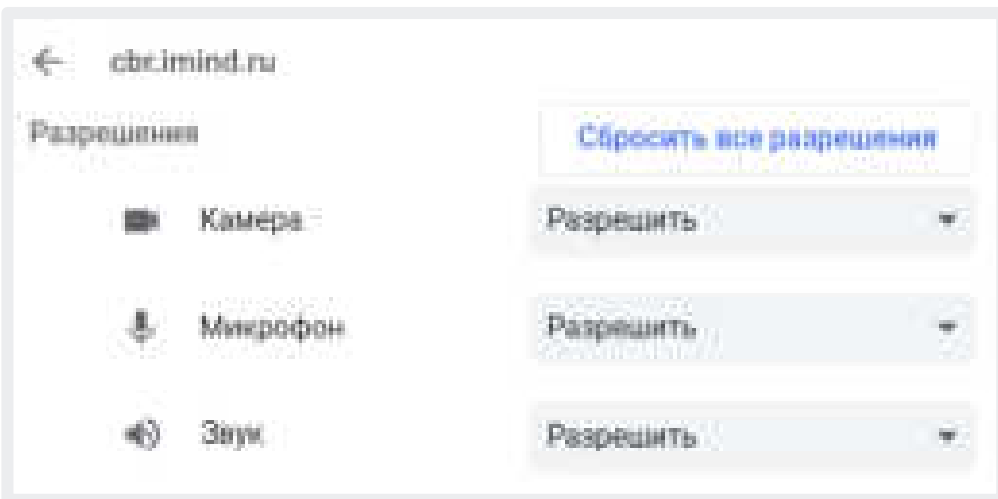 cbr.imind.ru
Разрешения
Сбросить все разрешения
Камера
Разрешить
Микрофон
Разрешить
Звук
Разрешить